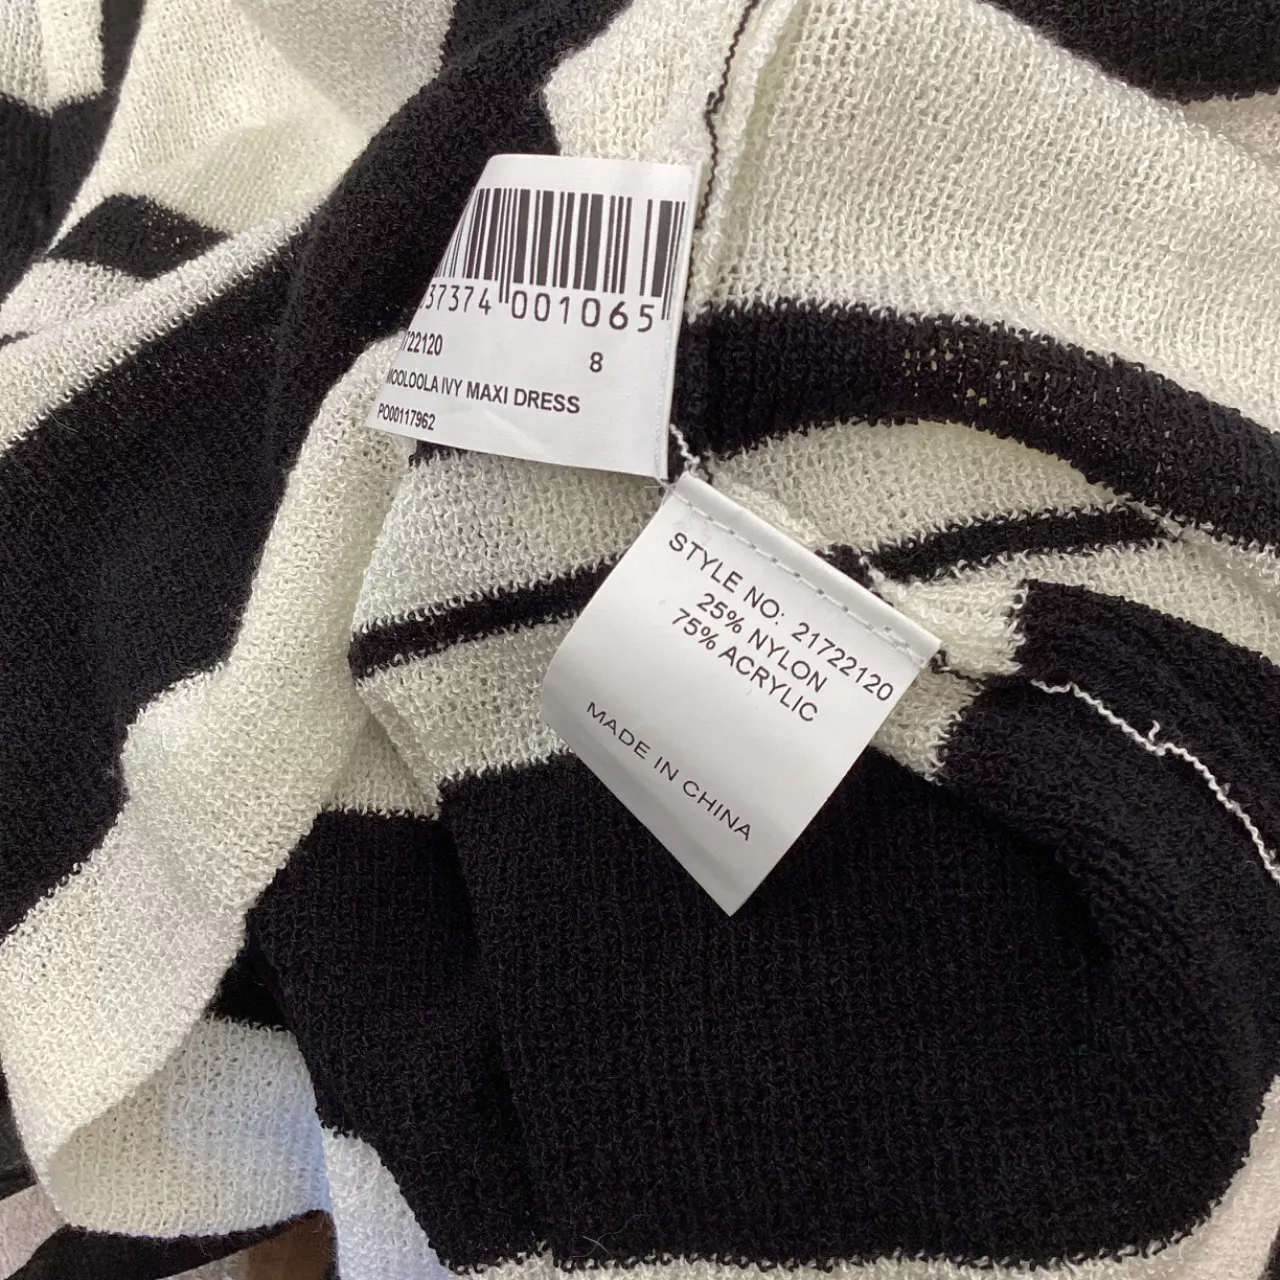 37374 001065
722120 8
MOOLOOLA IVY MAXI DRESS
PO00117962
STYLE NO: 21722120
25% NYLON
75% ACRYLIC
MADE IN CHINA